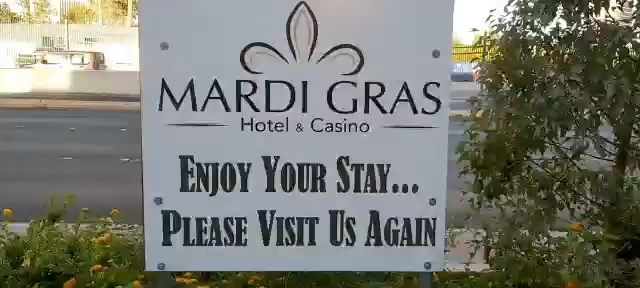 MARDI GRAS
Hotel & Casino
ENJOY YOUR STAY...
PLEASE VISIT US AGAIN